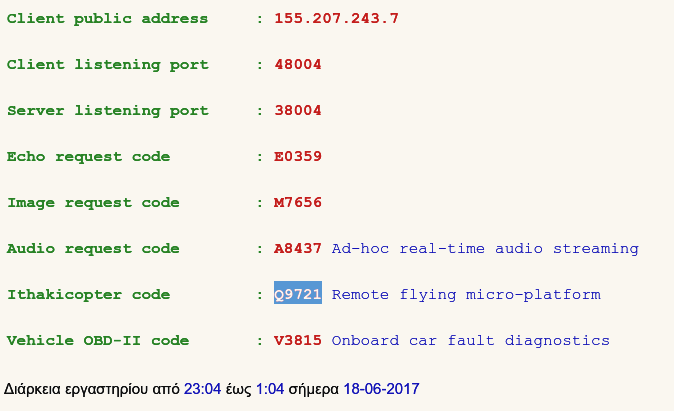 Client public address : 155.207.243.7
Client listening port : 48004
Server listening port : 38004
Echo request code : E0359
Image request code : M7656
Audio request code : A8437 Ad-hoc real-time audio streaming
Ithakicopter code : Q9721 Remote flying micro-platform
Vehicle OBD-II code : V3815 Onboard car fault diagnostics
Διάρκεια εργαστηρίου από 23:04 έως 1:04 σήμερα 18-06-2017